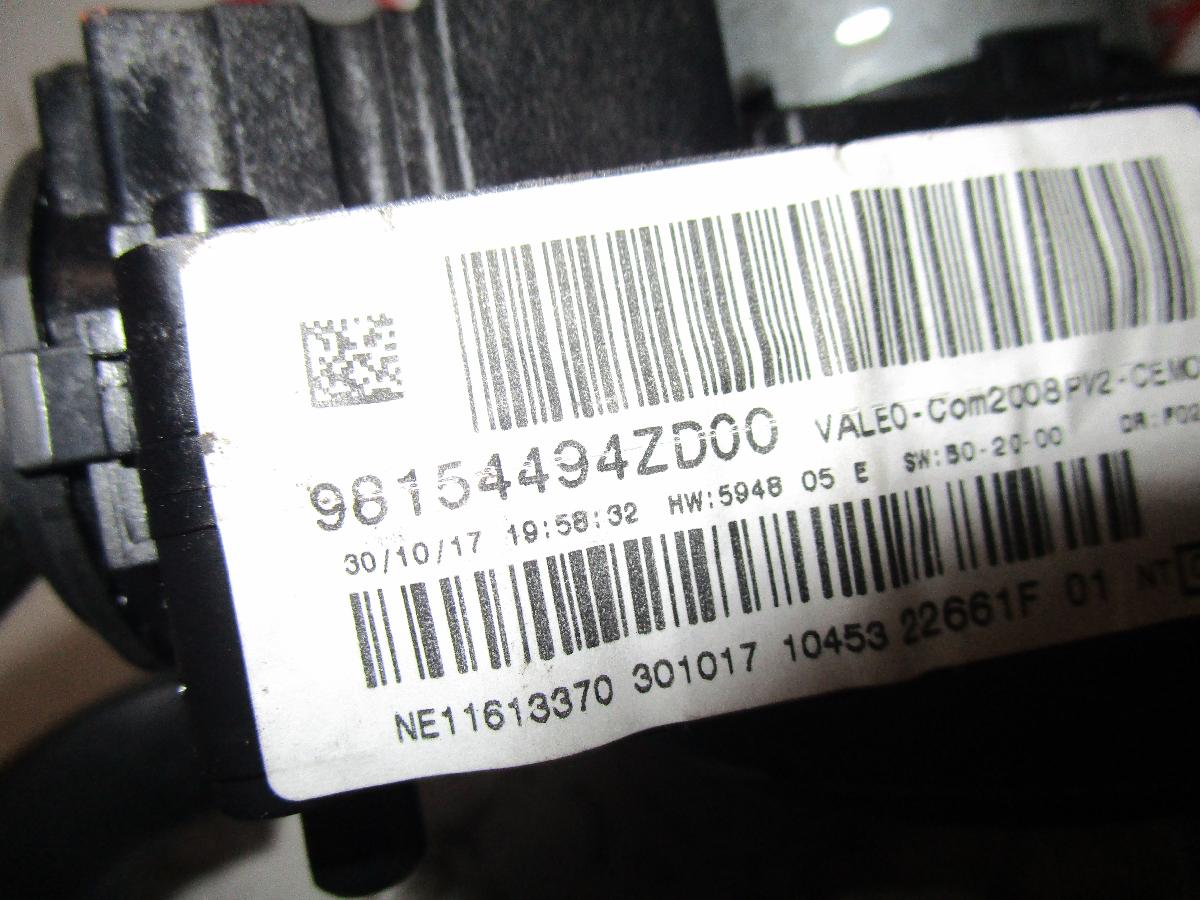 98154494ZD00 VALEO-Com2008PV2-CEMO
30/10/17 19:58:32 HW:5948 05 E SW:50-20-00
NE11613370 301017 10453 22661F 01 NT